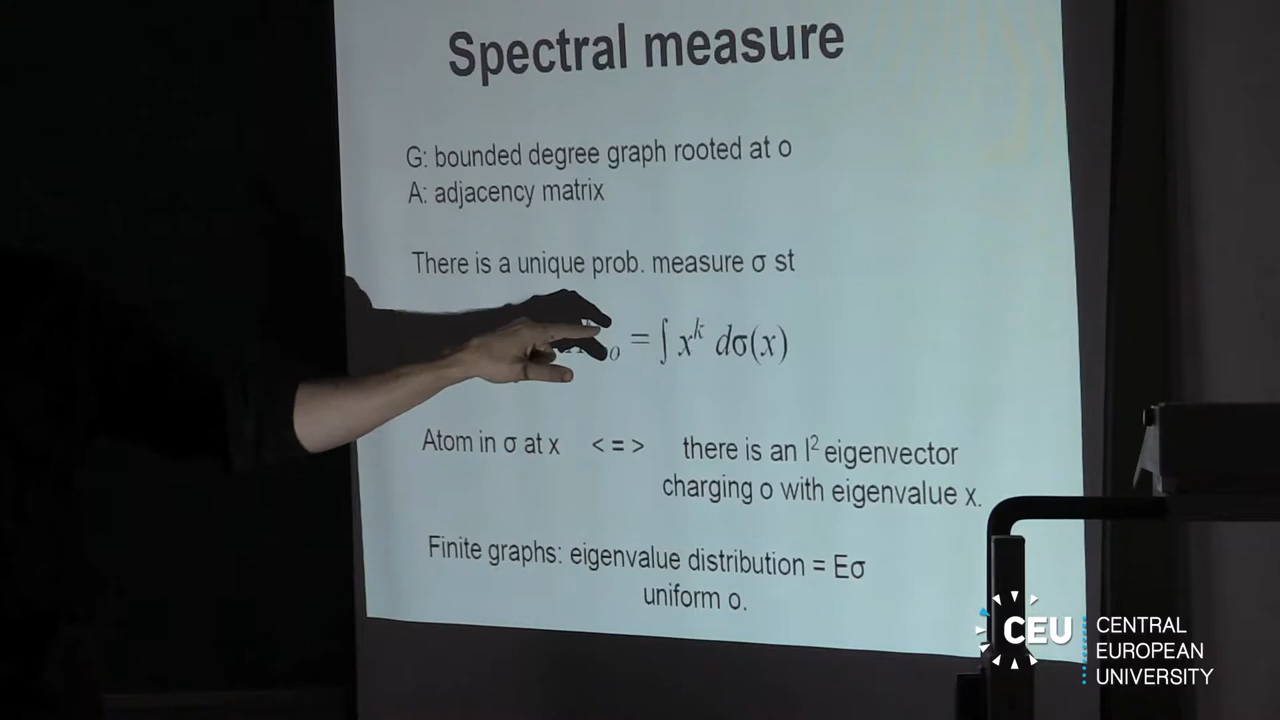 Spectral measure
G: bounded degree graph rooted at o
A: adjacency matrix
There is a unique prob. measure σ st
o = ∫ x^k dσ(x)
Atom in σ at x <=> there is an l² eigenvector
charging o with eigenvalue x.
Finite graphs: eigenvalue distribution = Eσ
uniform o.
CEU
CENTRAL
EUROPEAN
UNIVERSITY